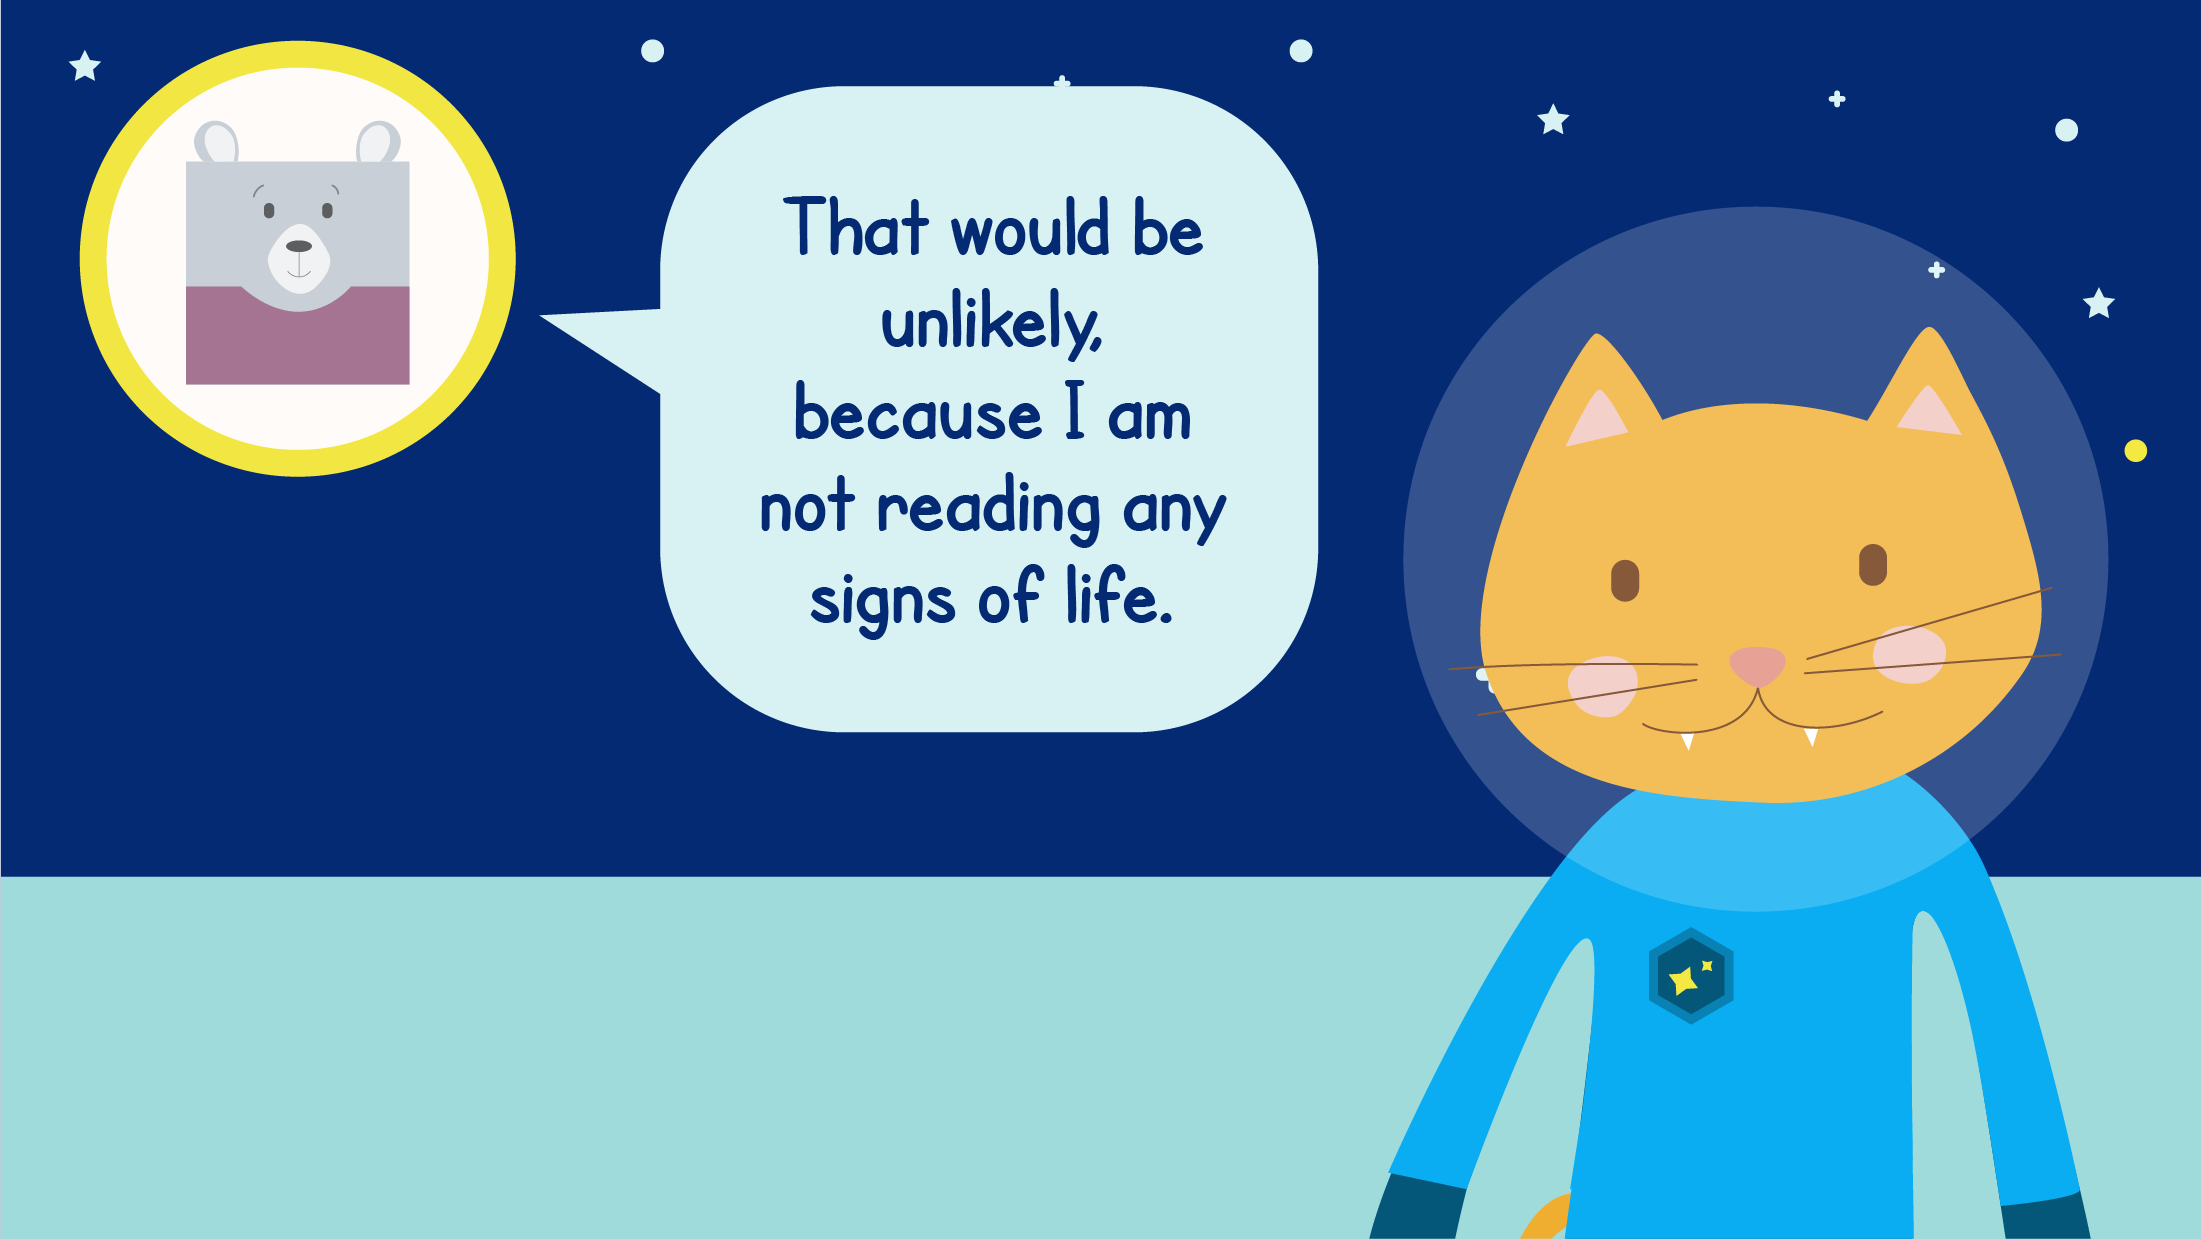 That would be
unlikely,
because I am
not reading any
signs of life.